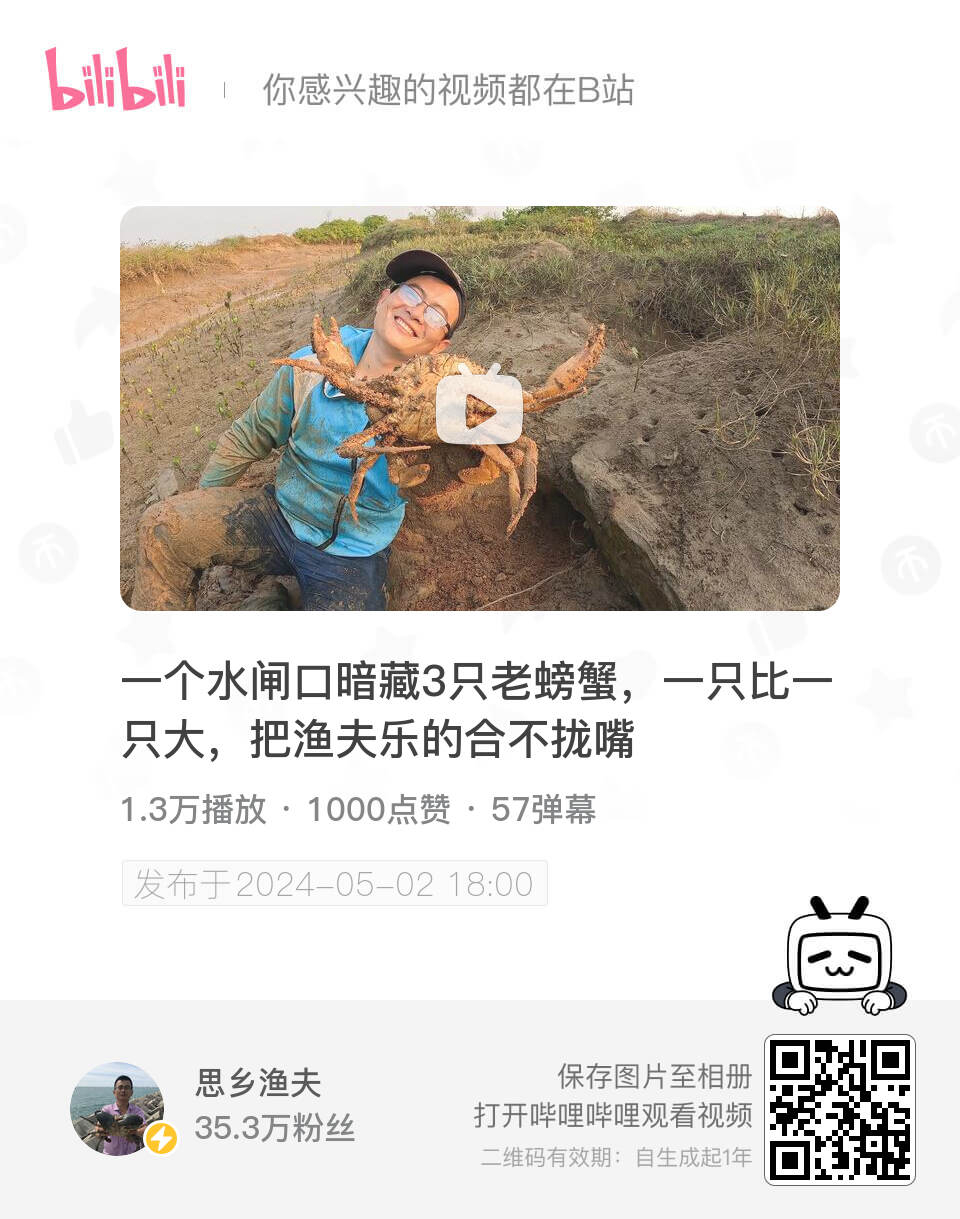 bilibili
你感兴趣的视频都在B站
一个水闸口暗藏3只老螃蟹，一只比一
只大，把渔夫乐的合不拢嘴
1.3万播放 · 1000点赞 · 57弹幕
发布于2024-05-02 18:00
思乡渔夫
35.3万粉丝
保存图片至相册
打开哔哩哔哩观看视频
二维码有效期：自生成起1年